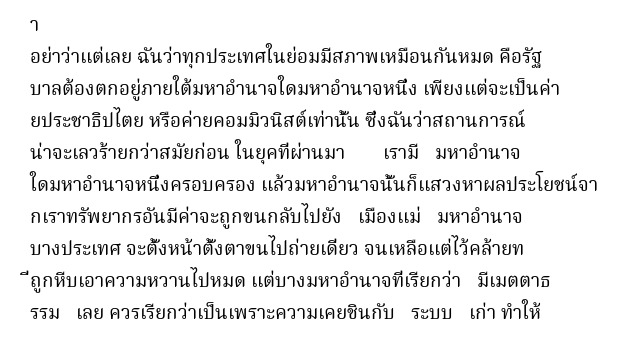 า
อย่าว่าแต่เลย ฉันว่าทุกประเทศในย่อมมีสภาพเหมือนกันหมด คือรัฐ
บาลต้องตกอยู่ภายใต้มหาอำนาจใดมหาอำนาจหนึ่ง เพียงแต่จะเป็นค่า
ยประชาธิปไตย หรือค่ายคอมมิวนิสต์เท่านั้น ซึ่งฉันว่าสถานการณ์
น่าจะเลวร้ายกว่าสมัยก่อน ในยุคที่ผ่านมา เรามี มหาอำนาจ
ใดมหาอำนาจหนึ่งครอบครอง แล้วมหาอำนาจนั้นก็แสวงหาผลประโยชน์จา
กเราทรัพยากรอันมีค่าจะถูกขนกลับไปยัง เมืองแม่ มหาอำนาจ
บางประเทศ จะตั้งหน้าตั้งตาขนไปถ่ายเดียว จนเหลือแต่ไว้คล้ายท
ี่ถูกหีบเอาความหวานไปหมด แต่บางมหาอำนาจที่เรียกว่า มีเมตตาธ
รรม เลย ควรเรียกว่าเป็นเพราะความเคยชินกับ ระบบ เก่า ทำให้